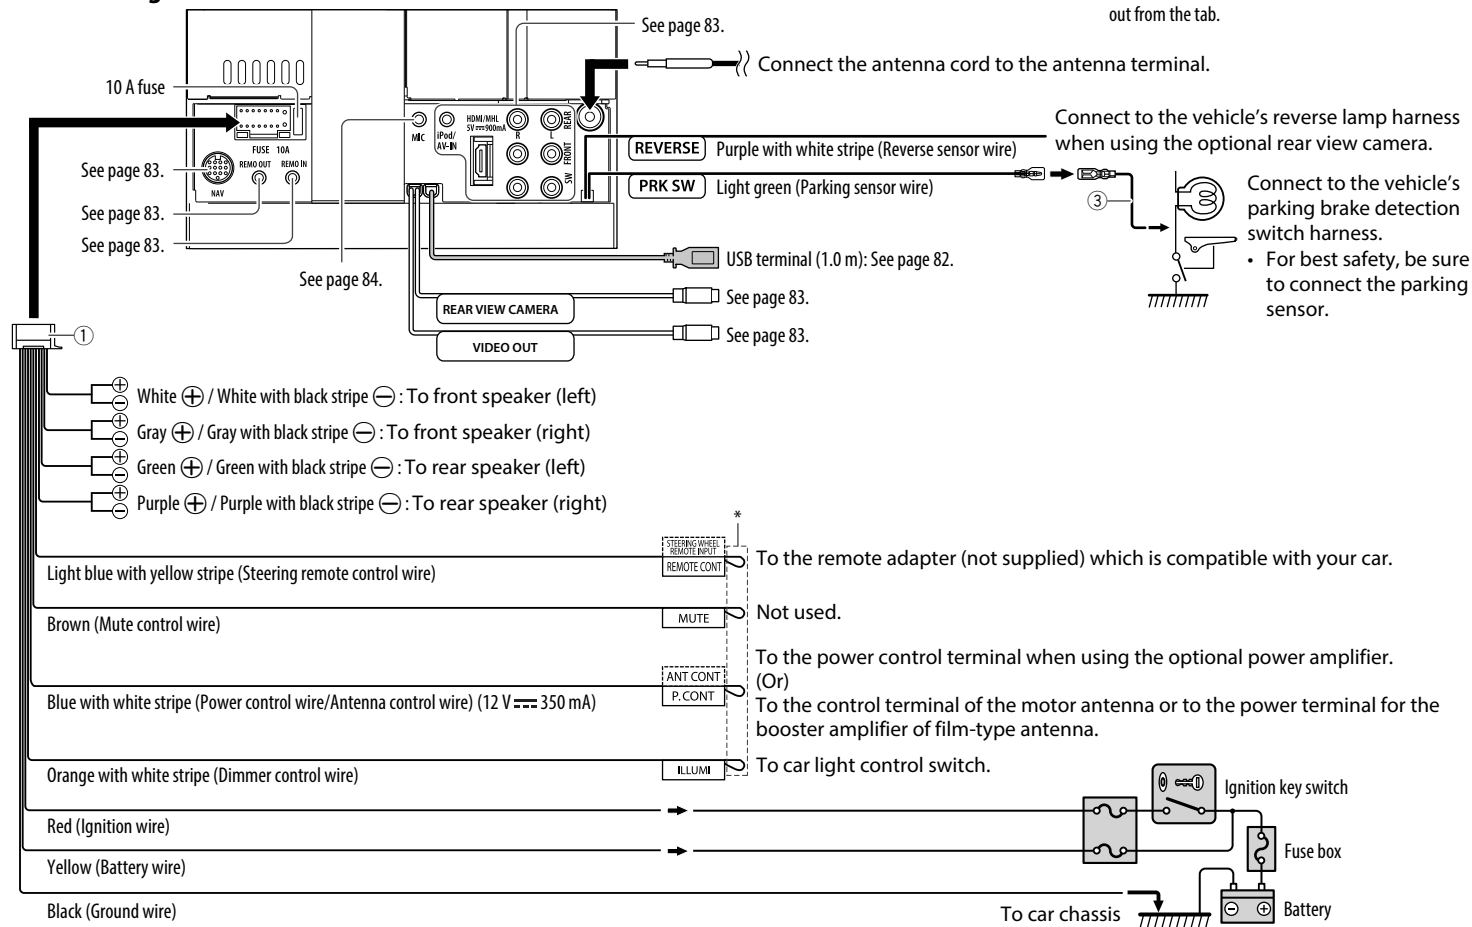 out from the tab.
See page 83.
Connect the antenna cord to the antenna terminal.
10 A fuse
Connect to the vehicle's reverse lamp harness
when using the optional rear view camera.
MIC
iPod/
AV-IN
HDMI/MHL
5V⎓900mA
R
L
REAR
FRONT
SW
FUSE 10A
REMO OUT REMO IN
NAV
See page 83.
See page 83.
See page 83.
See page 84.
REVERSE Purple with white stripe (Reverse sensor wire)
PRK SW Light green (Parking sensor wire)
③
Connect to the vehicle's
parking brake detection
switch harness.
• For best safety, be sure
to connect the parking
sensor.
USB terminal (1.0 m): See page 82.
REAR VIEW CAMERA See page 83.
VIDEO OUT See page 83.
①
⊕
⊖
White ⊕ / White with black stripe ⊖ : To front speaker (left)
⊕
⊖
Gray ⊕ / Gray with black stripe ⊖ : To front speaker (right)
⊕
⊖
Green ⊕ / Green with black stripe ⊖ : To rear speaker (left)
⊕
⊖
Purple ⊕ / Purple with black stripe ⊖ : To rear speaker (right)
*
STEERING WHEEL
REMOTE INPUT
REMOTE CONT
To the remote adapter (not supplied) which is compatible with your car.
Light blue with yellow stripe (Steering remote control wire)
MUTE Not used.
Brown (Mute control wire)
To the power control terminal when using the optional power amplifier.
(Or)
To the control terminal of the motor antenna or to the power terminal for the
booster amplifier of film-type antenna.
ANT CONT
P. CONT
Blue with white stripe (Power control wire/Antenna control wire) (12 V ⎓ 350 mA)
ILLUMI To car light control switch.
Orange with white stripe (Dimmer control wire)
Ignition key switch
Red (Ignition wire)
Fuse box
Yellow (Battery wire)
Black (Ground wire)
To car chassis
⊖ ⊕ Battery